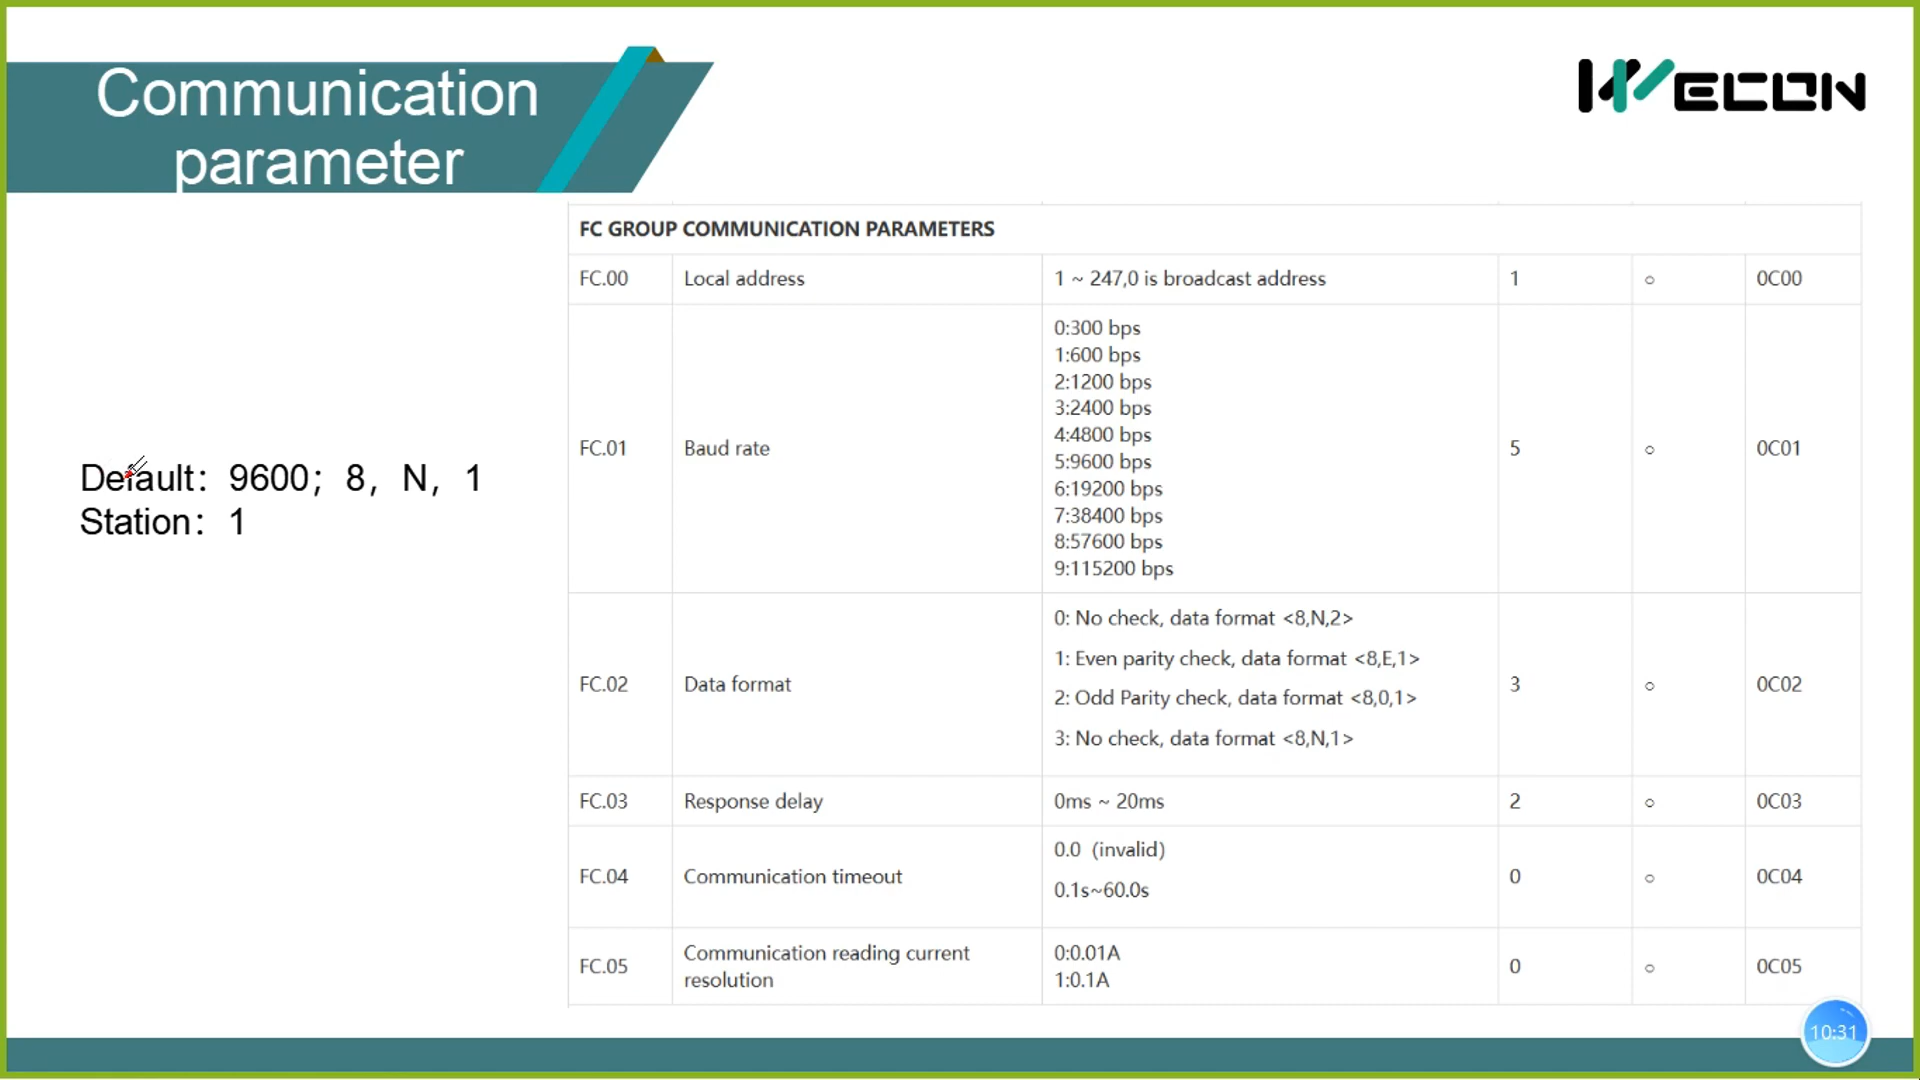 Communication
parameter
WECON
FC GROUP COMMUNICATION PARAMETERS
FC.00 Local address 1 ~ 247,0 is broadcast address 1 ○ 0C00
FC.01 Baud rate 0:300 bps
1:600 bps
2:1200 bps
3:2400 bps
4:4800 bps
5:9600 bps
6:19200 bps
7:38400 bps
8:57600 bps
9:115200 bps
5 ○ 0C01
Default：9600；8，N，1
Station：1
FC.02 Data format 0: No check, data format <8,N,2>
1: Even parity check, data format <8,E,1>
2: Odd Parity check, data format <8,0,1>
3: No check, data format <8,N,1>
3 ○ 0C02
FC.03 Response delay 0ms ~ 20ms 2 ○ 0C03
FC.04 Communication timeout 0.0  (invalid)
0.1s~60.0s
0 ○ 0C04
FC.05 Communication reading current
resolution
0:0.01A
1:0.1A
0 ○ 0C05
10:31